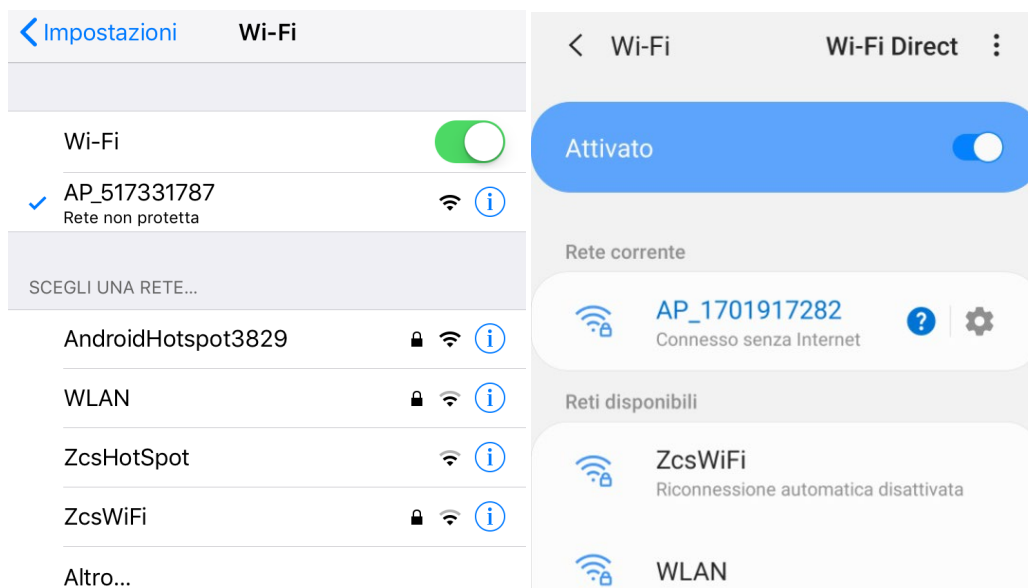 Impostazioni
Wi-Fi
Wi-Fi
AP_517331787
Rete non protetta
SCEGLI UNA RETE...
AndroidHotspot3829
WLAN
ZcsHotSpot
ZcsWiFi
Altro...
Wi-Fi
Wi-Fi Direct
Attivato
Rete corrente
AP_1701917282
Connesso senza Internet
Reti disponibili
ZcsWiFi
Riconnessione automatica disattivata
WLAN